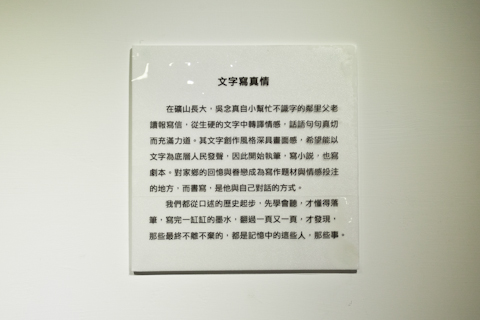 文字寫真情
在礦山長大，吳念真自小幫忙不識字的鄰里父老
讀報寫信，從生硬的文字中轉譯情感，話語句句真切
而充滿力道。其文字創作風格深具畫面感，希望能以
文字為底層人民發聲，因此開始執筆，寫小說，也寫
劇本。對家鄉的回憶與眷戀成為寫作題材與情感投注
的地方，而書寫，是他與自己對話的方式。
我們都從口述的歷史起步，先學會聽，才懂得落
筆，寫完一缸缸的墨水，翻過一頁又一頁，才發現，
那些最終不離不棄的，都是記憶中的這些人，那些事。